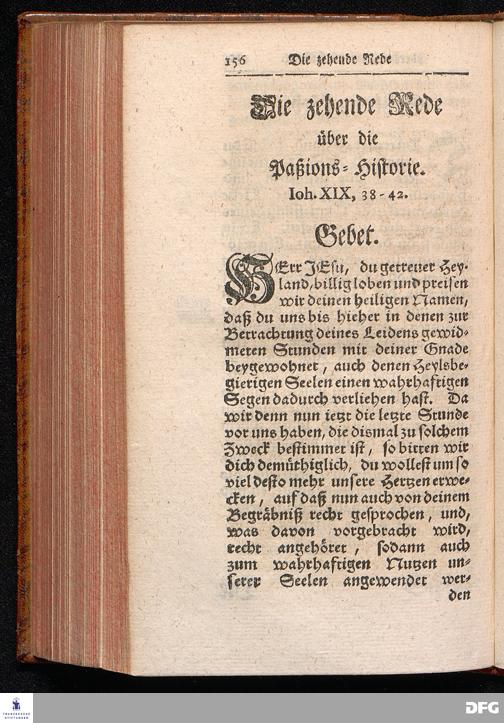 156 Die zehende Rede
Die zehende Rede
über die
Paßions-Historie.
Ioh. XIX, 38-42.
Gebet.
HErr JEsu, du getreuer Hey-
land, billig loben und preisen
wir deinen heiligen Namen,
daß du uns bis hieher in denen zur
Betrachtung deines Leidens gewid-
meten Stunden mit deiner Gnade
beygewohnet, auch denen Heylsbe-
gierigen Seelen einen wahrhaftigen
Segen dadurch verliehen hast. Da
wir denn nun ietzt die letzte Stunde
vor uns haben, die dismal zu solchem
Zweck bestimmet ist, so bitten wir
dich demüthiglich, du wollest um so
viel desto mehr unsere Hertzen erwe-
cken, auf daß nun auch von deinem
Begräbniß recht gesprochen, und,
was davon vorgebracht wird,
recht angehöret, sodann auch
zum wahrhaftigen Nutzen un-
serer Seelen angewendet wer-
den
FRANCKESCHE
STIFTUNGEN
DFG